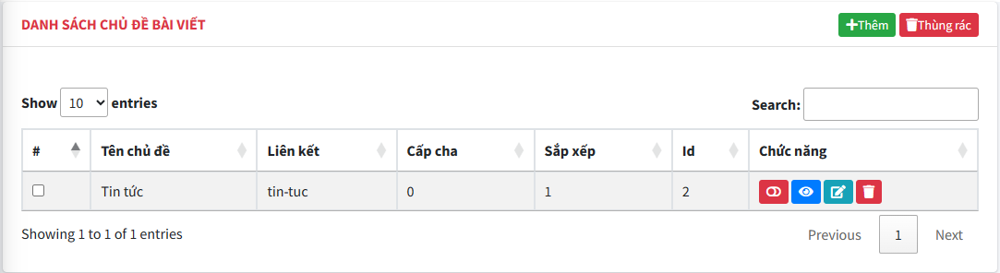 DANH SÁCH CHỦ ĐỀ BÀI VIẾT Thêm Thùng rác
Show 10 entries Search:
# Tên chủ đề Liên kết Cấp cha Sắp xếp Id Chức năng
Tin tức tin-tuc 0 1 2
Showing 1 to 1 of 1 entries Previous 1 Next